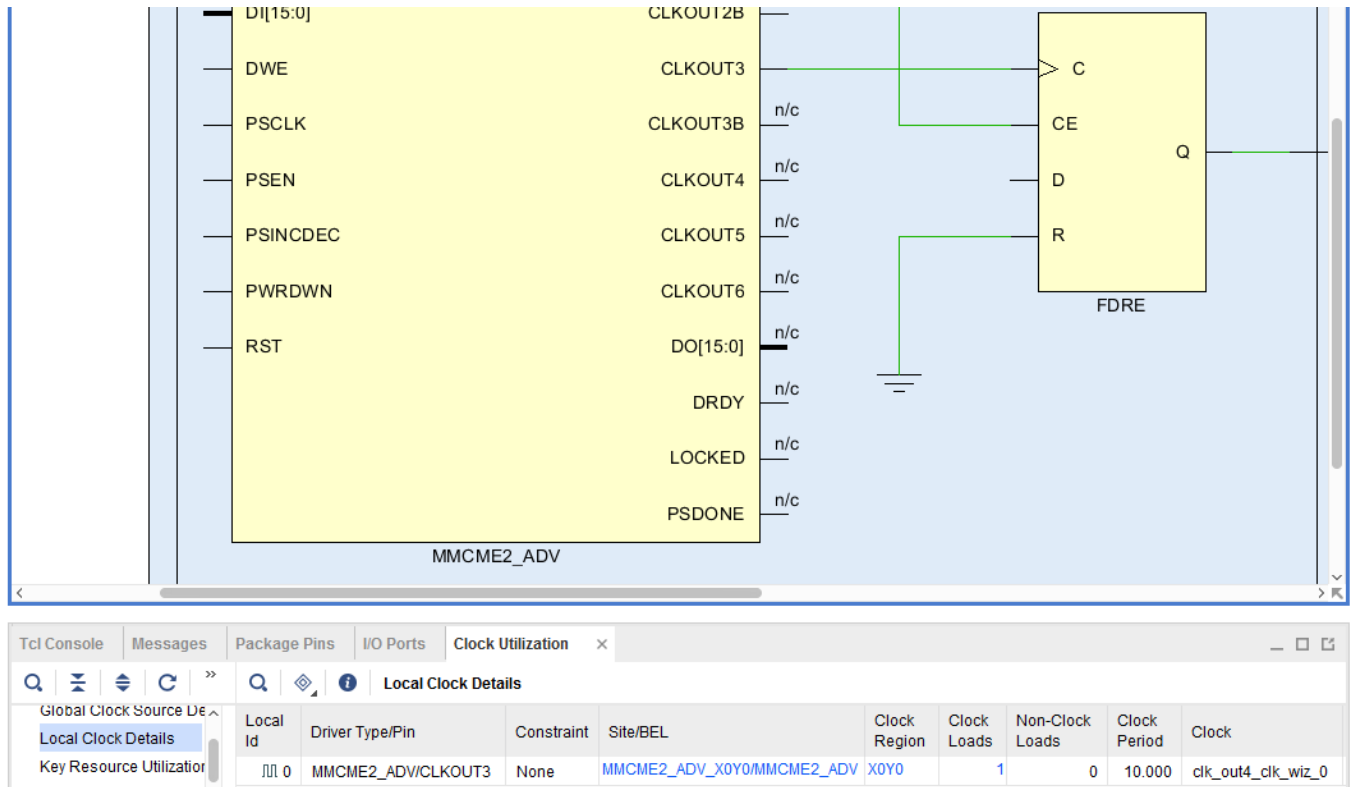 DI[15:0] CLKOUT2B
DWE CLKOUT3 C
n/c
PSCLK CLKOUT3B CE
Q
n/c
PSEN CLKOUT4 D
n/c
PSINCDEC CLKOUT5 R
n/c
PWRDWN CLKOUT6
FDRE
n/c
RST DO[15:0]
n/c
DRDY
n/c
LOCKED
n/c
PSDONE
MMCME2_ADV
Tcl Console Messages Package Pins I/O Ports Clock Utilization ×
Local Clock Details
Global Clock Source De
Local Clock Details
Key Resource Utilization
Local Id Driver Type/Pin Constraint Site/BEL Clock Region Clock Loads Non-Clock Loads Clock Period Clock
0 MMCME2_ADV/CLKOUT3 None MMCME2_ADV_X0Y0/MMCME2_ADV X0Y0 1 0 10.000 clk_out4_clk_wiz_0